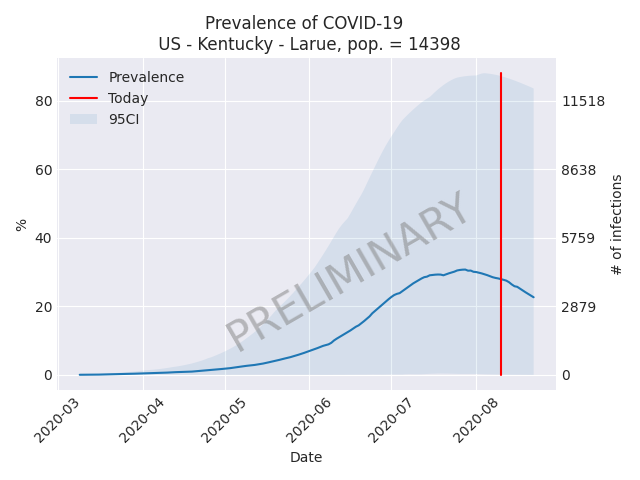 Prevalence of COVID-19
US - Kentucky - Larue, pop. = 14398
Prevalence
Today
95CI
PRELIMINARY
%
80
60
40
20
0
# of infections
11518
8638
5759
2879
0
2020-03
2020-04
2020-05
2020-06
2020-07
2020-08
Date